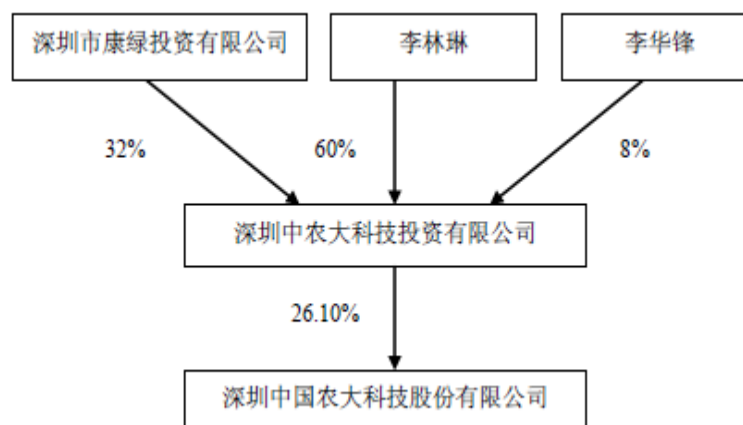 深圳市康绿投资有限公司
李林琳
李华锋
32%
60%
8%
深圳中农大科技投资有限公司
26.10%
深圳中国农大科技股份有限公司